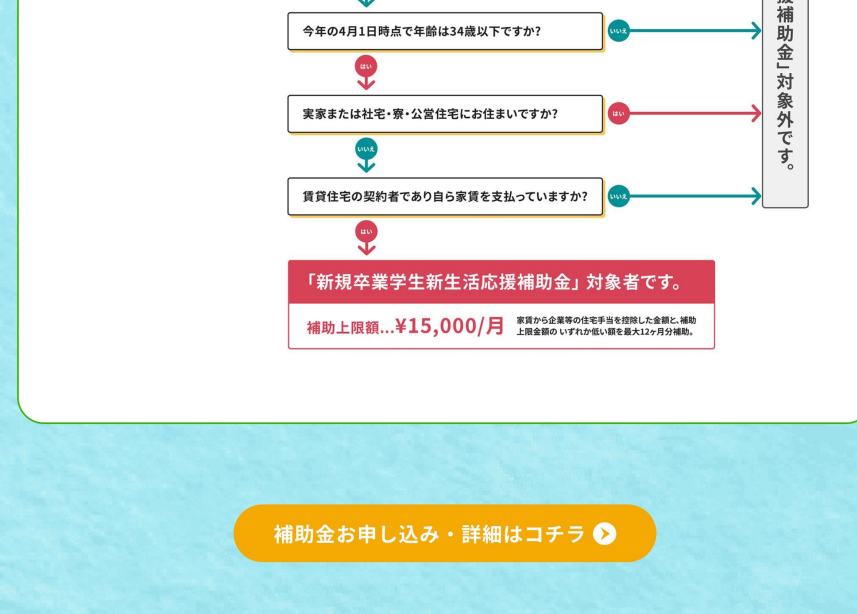 今年の4月1日時点で年齢は34歳以下ですか?
いいえ
はい
実家または社宅・寮・公営住宅にお住まいですか?
はい
いいえ
賃貸住宅の契約者であり自ら家賃を支払っていますか?
いいえ
はい
援補助金」対象外です。
「新規卒業学生新生活応援補助金」対象者です。
補助上限額...¥15,000/月
家賃から企業等の住宅手当を控除した金額と、補助
上限金額の いずれか低い額を最大12ヶ月分補助。
補助金お申し込み・詳細はコチラ